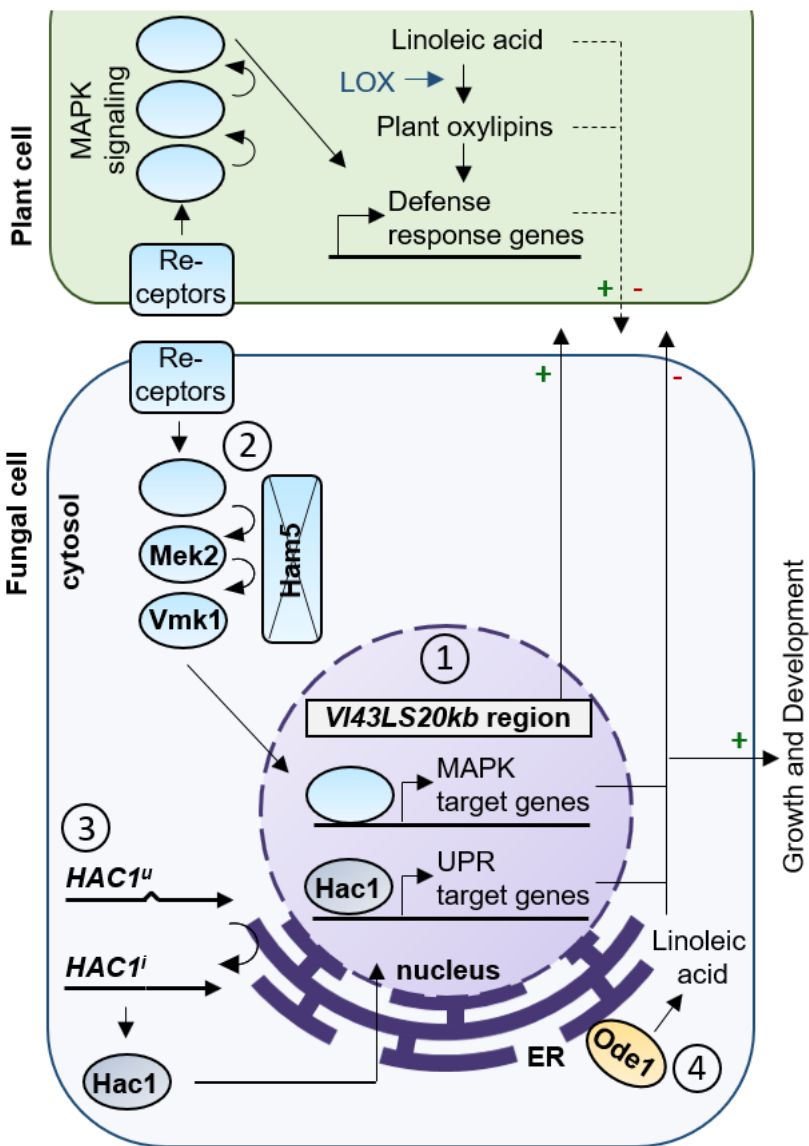 Plant cell
MAPK
signaling
Linoleic acid
LOX
Plant oxylipins
Defense
response genes
Re-
ceptors
+ -
Fungal cell
cytosol
Re-
ceptors
+
-
2
Mek2
Ham5
Vmk1
1
Vl43LS20kb region
MAPK
target genes
+
Growth and Development
3
HAC1ᵘ
Hac1
UPR
target genes
HAC1ⁱ
nucleus
Linoleic
acid
Hac1
ER
Ode1
4